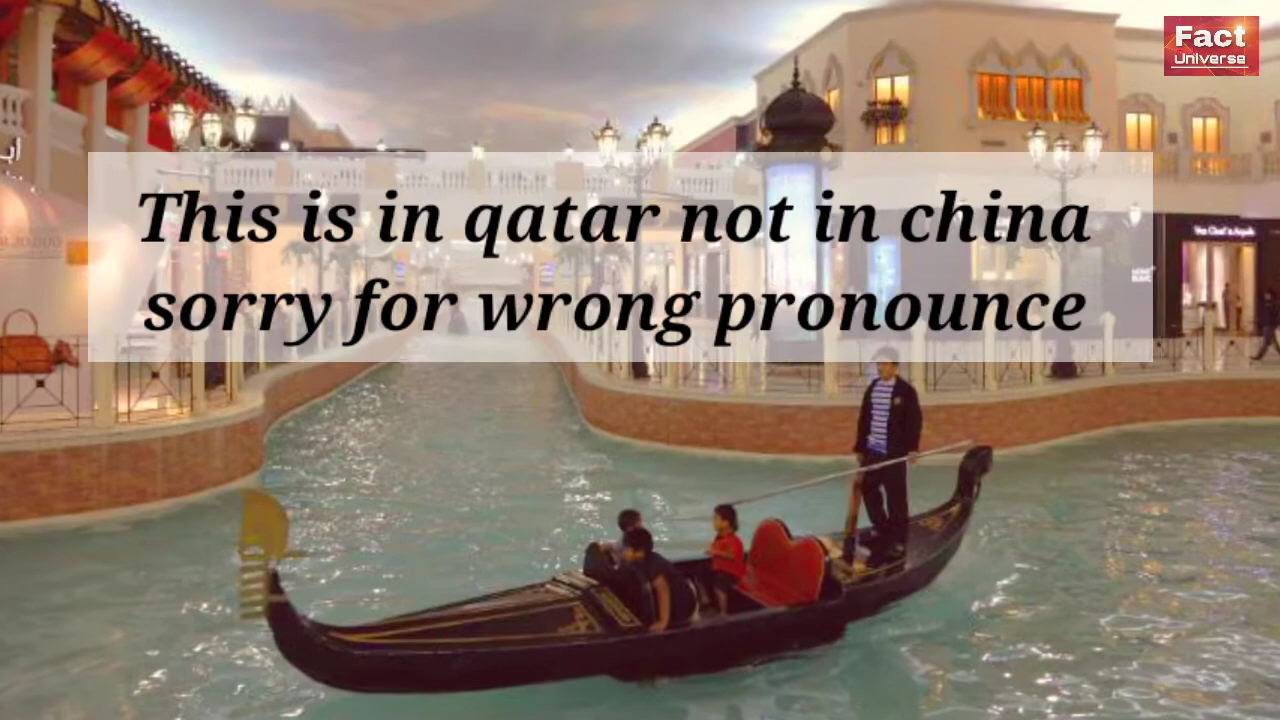 Fact
Universe
This is in qatar not in china
sorry for wrong pronounce